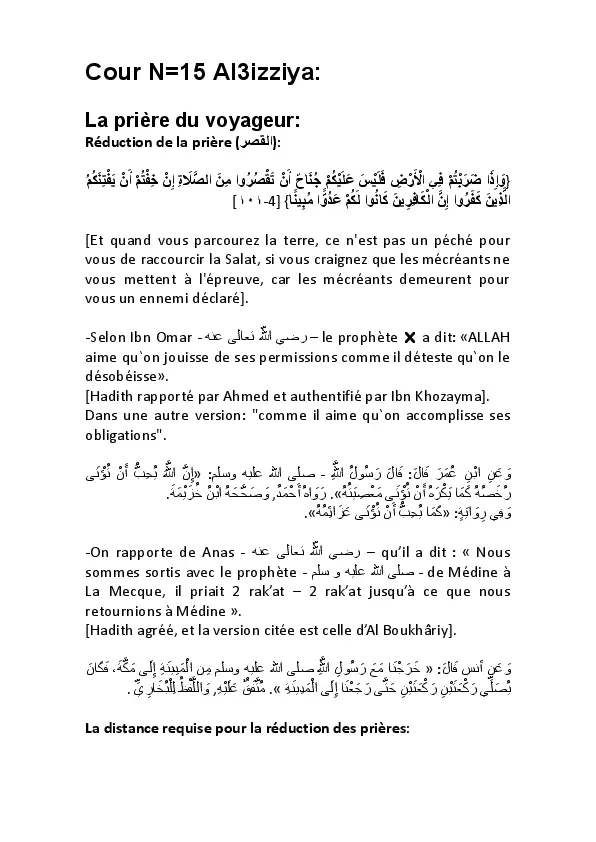 Cour N=15 Al3izziya:
La prière du voyageur:
Réduction de la prière (القصر):
{وَإِذَا ضَرَبْتُمْ فِي الْأَرْضِ فَلَيْسَ عَلَيْكُمْ جُنَاحٌ أَنْ تَقْصُرُوا مِنَ الصَّلَاةِ إِنْ خِفْتُمْ أَنْ يَفْتِنَكُمُ
الَّذِينَ كَفَرُوا إِنَّ الْكَافِرِينَ كَانُوا لَكُمْ عَدُوًّا مُبِينًا} [4-١٠١]
[Et quand vous parcourez la terre, ce n'est pas un péché pour
vous de raccourcir la Salat, si vous craignez que les mécréants ne
vous mettent à l'épreuve, car les mécréants demeurent pour
vous un ennemi déclaré].
-Selon Ibn Omar - رضي الله تعالى عنه – le prophète ✖ a dit: «ALLAH
aime qu`on jouisse de ses permissions comme il déteste qu`on le
désobéisse».
[Hadith rapporté par Ahmed et authentifié par Ibn Khozayma].
Dans une autre version: "comme il aime qu`on accomplisse ses
obligations".
وَعَنِ ابْنِ عُمَرَ قَالَ: قَالَ رَسُولُ اللَّهِ - صلى الله عليه وسلم: «إِنَّ اللَّهَ يُحِبُّ أَنْ تُؤْتَى
رُخَصُهُ كَمَا يَكْرَهُ أَنْ تُؤْتَى مَعْصِيَتُهُ». رَوَاهُ أَحْمَدُ, وَصَحَّحَهُ ابْنُ خُزَيْمَةَ.
وَفِي رِوَايَةٍ: «كَمَا يُحِبُّ أَنْ تُؤْتَى عَزَائِمُهُ».
-On rapporte de Anas - رضي الله تعالى عنه – qu’il a dit : « Nous
sommes sortis avec le prophète - صلى الله عليه و سلم - de Médine à
La Mecque, il priait 2 rak’at – 2 rak’at jusqu’à ce que nous
retournions à Médine ».
[Hadith agréé, et la version citée est celle d’Al Boukhâriy].
وَعَنِ أنس قَالَ: « خَرَجْنَا مَعَ رَسُولِ اللَّهِ صلى الله عليه وسلم مِن الْمَدِينَةِ إِلَى مَكَّةَ، فَكَانَ
يُصَلِّي رَكْعَتَيْنِ رَكْعَتَيْنِ حَتَّى رَجَعْنَا إِلَى الْمَدِينَةِ ». مُتَّفَقٌ عَلَيْهِ, وَاللَّفْظُ لِلْبُخَارِيِّ .
La distance requise pour la réduction des prières: